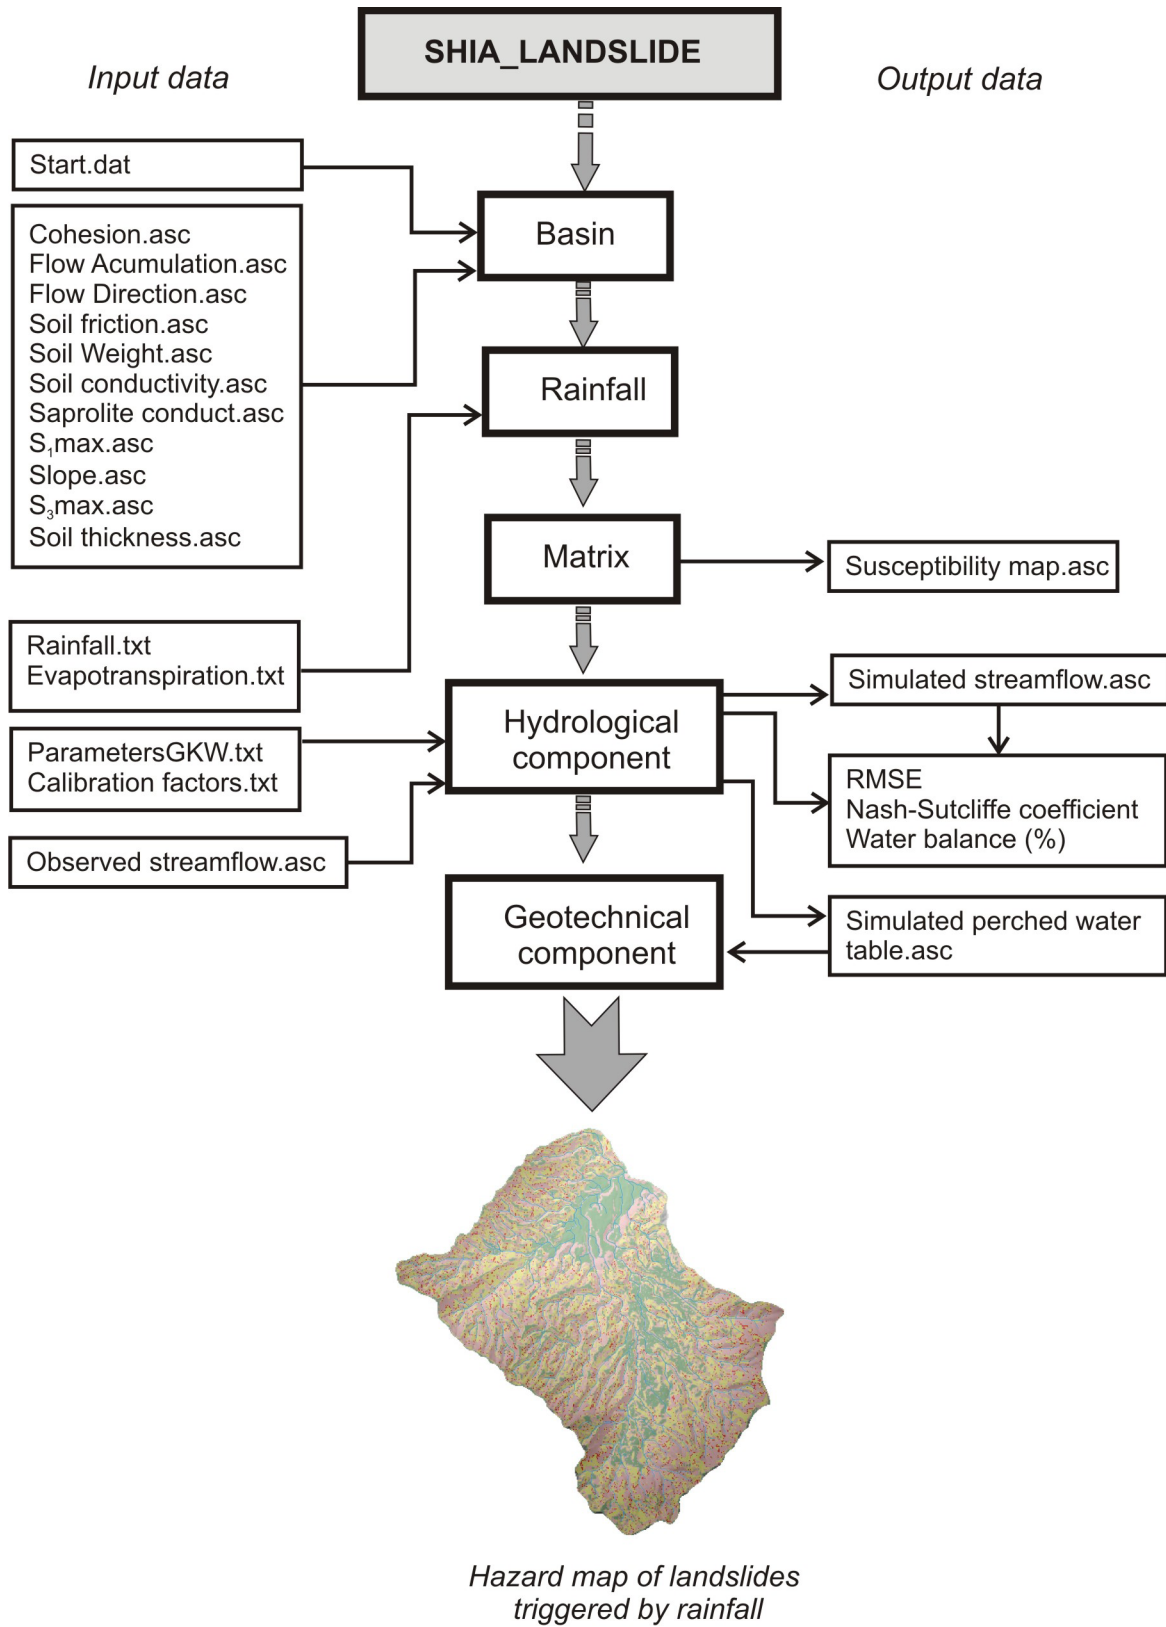 SHIA_LANDSLIDE
Input data
Output data
Start.dat
Basin
Cohesion.asc
Flow Acumulation.asc
Flow Direction.asc
Soil friction.asc
Soil Weight.asc
Soil conductivity.asc
Saprolite conduct.asc
S₁max.asc
Slope.asc
S₃max.asc
Soil thickness.asc
Rainfall
Matrix
Susceptibility map.asc
Rainfall.txt
Evapotranspiration.txt
Simulated streamflow.asc
Hydrological
component
ParametersGKW.txt
Calibration factors.txt
RMSE
Nash-Sutcliffe coefficient
Water balance (%)
Observed streamflow.asc
Geotechnical
component
Simulated perched water
table.asc
Hazard map of landslides
triggered by rainfall